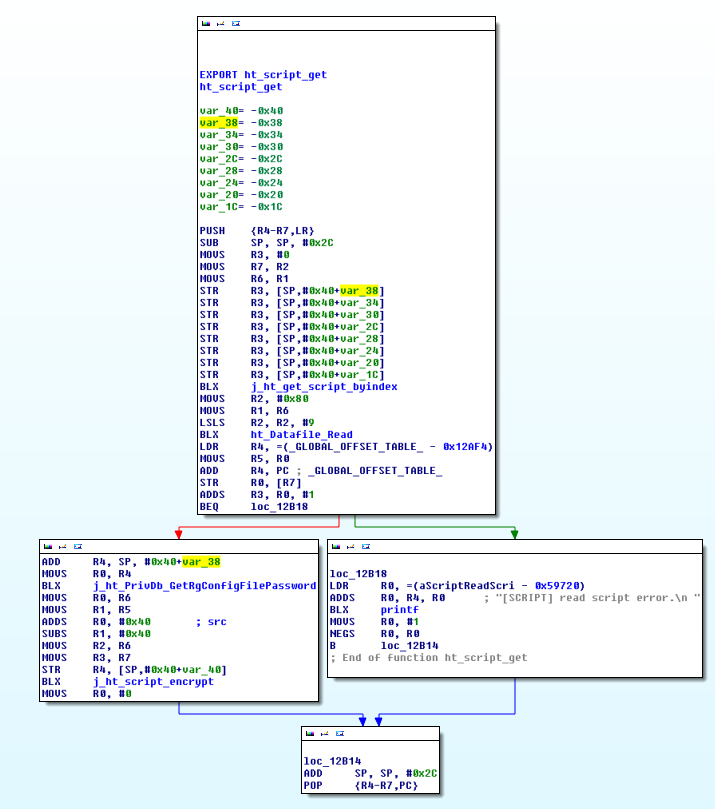 EXPORT ht_script_get
ht_script_get
var_40= -0x40
var_38= -0x38
var_34= -0x34
var_30= -0x30
var_2C= -0x2C
var_28= -0x28
var_24= -0x24
var_20= -0x20
var_1C= -0x1C
PUSH {R4-R7,LR}
SUB SP, SP, #0x2C
MOVS R3, #0
MOVS R7, R2
MOVS R6, R1
STR R3, [SP,#0x40+var_38]
STR R3, [SP,#0x40+var_34]
STR R3, [SP,#0x40+var_30]
STR R3, [SP,#0x40+var_2C]
STR R3, [SP,#0x40+var_28]
STR R3, [SP,#0x40+var_24]
STR R3, [SP,#0x40+var_20]
STR R3, [SP,#0x40+var_1C]
BLX j_ht_get_script_byindex
MOVS R2, #0x80
MOVS R1, R6
LSLS R2, R2, #9
BLX ht_Datafile_Read
LDR R4, =(_GLOBAL_OFFSET_TABLE_ - 0x12AF4)
MOVS R5, R0
ADD R4, PC ; _GLOBAL_OFFSET_TABLE_
STR R0, [R7]
ADDS R3, R0, #1
BEQ loc_12B18
ADD R4, SP, #0x40+var_38
MOVS R0, R4
BLX j_ht_PrivDb_GetRgConfigFilePassword
MOVS R0, R6
MOVS R1, R5
ADDS R0, #0x40 ; src
SUBS R1, #0x40
MOVS R2, R6
MOVS R3, R7
STR R4, [SP,#0x40+var_40]
BLX j_ht_script_encrypt
MOVS R0, #0
loc_12B18
LDR R0, =(aScriptReadScri - 0x59720)
ADDS R0, R4, R0 ; "[SCRIPT] read script error.\n "
BLX printf
MOVS R0, #1
NEGS R0, R0
B loc_12B14
; End of function ht_script_get
loc_12B14
ADD SP, SP, #0x2C
POP {R4-R7,PC}